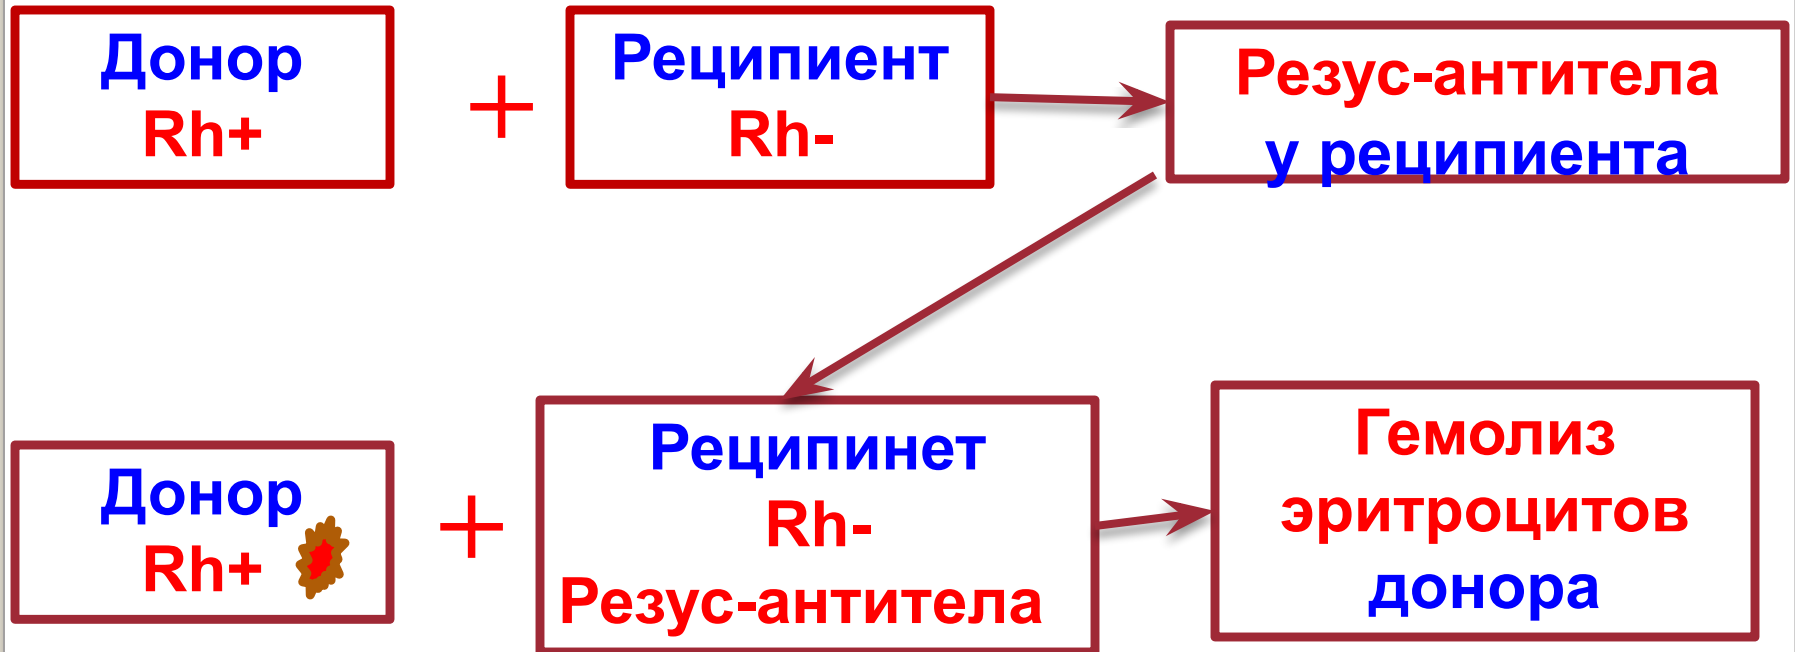 Донор
Rh+
+
Реципиент
Rh-
Резус-антитела
у реципиента
Донор
Rh+
+
Реципинет
Rh-
Резус-антитела
Гемолиз
эритроцитов
донора